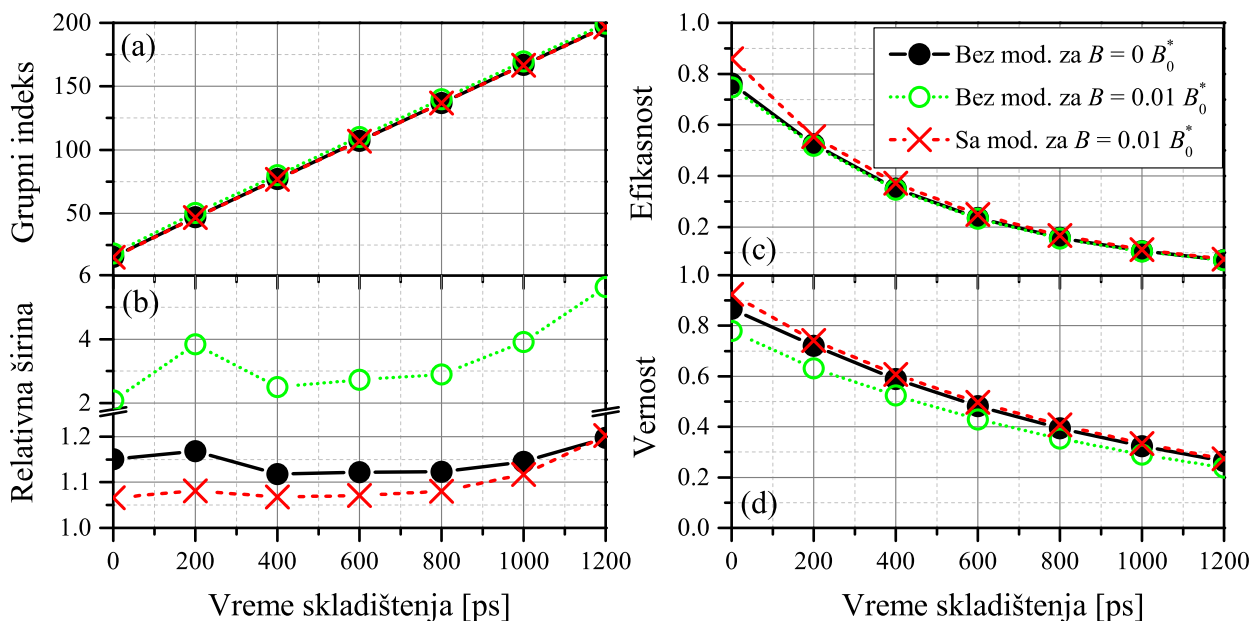 (a)
Grupni indeks
200
150
100
50
(b)
Relativna širina
6
4
2
1.2
1.1
1.0
0 200 400 600 800 1000 1200
Vreme skladištenja [ps]
(c)
Efikasnost
1.0
0.8
0.6
0.4
0.2
Bez mod. za B = 0 B₀*
Bez mod. za B = 0.01 B₀*
Sa mod. za B = 0.01 B₀*
(d)
Vernost
1.0
0.8
0.6
0.4
0.2
0.0
0 200 400 600 800 1000 1200
Vreme skladištenja [ps]